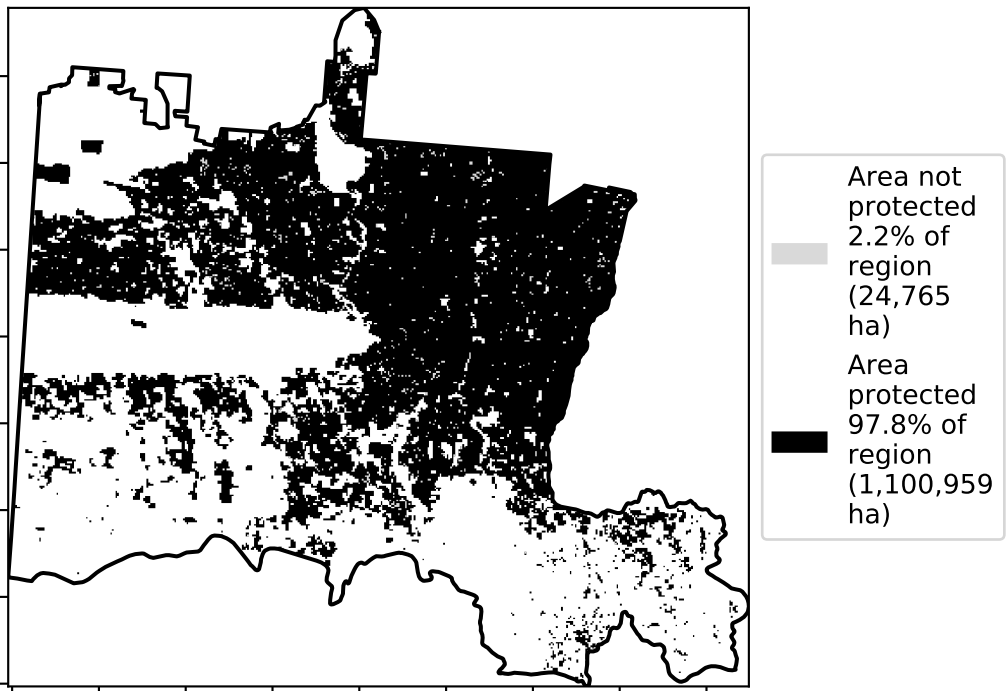 Area not
protected
2.2% of
region
(24,765
ha)
Area
protected
97.8% of
region
(1,100,959
ha)